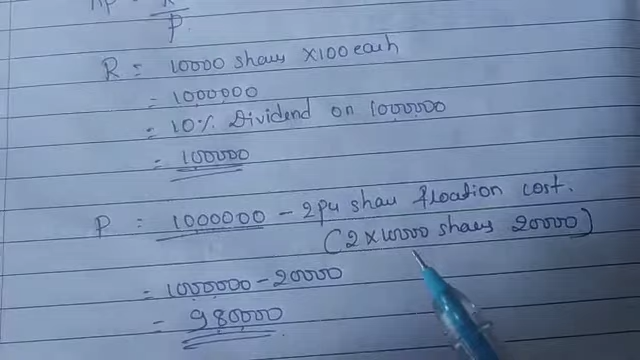 Kp = R
P
R = 10000 shares X100 each
= 1000000
= 10% Dividend on 1000000
= 100000
P = 1000000 - 2 per share floation cost.
(2 X 10000 shares 20000)
= 1000000 - 20000
= 980000